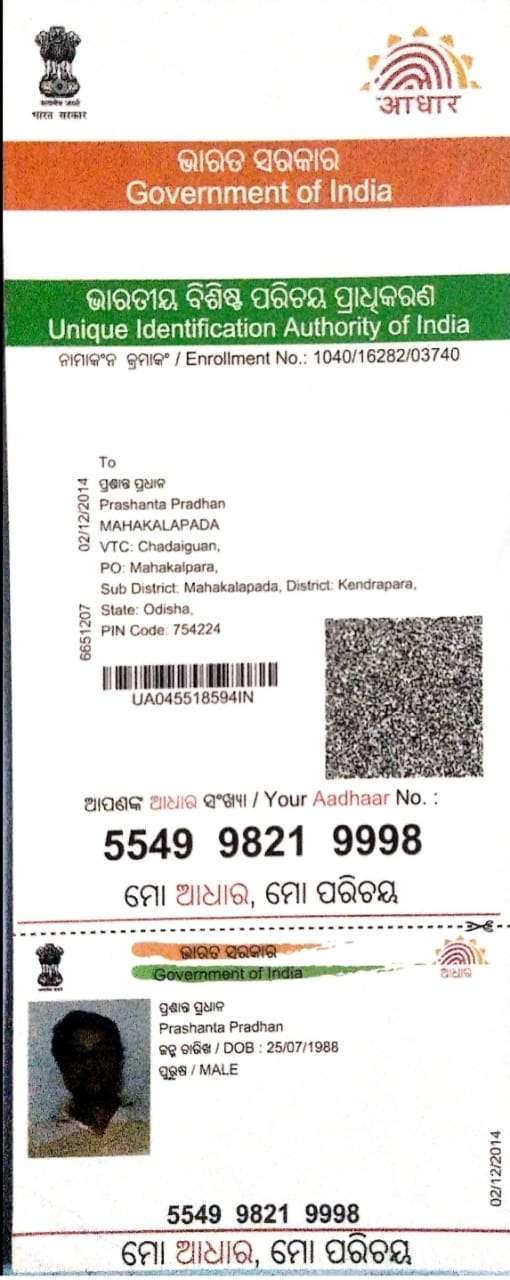 भारत सरकार
आधार
ଭାରତ ସରକାର
Government of India
ଭାରତୀୟ ବିଶିଷ୍ଟ ପରିଚୟ ପ୍ରାଧିକରଣ
Unique Identification Authority of India
ନାମାଙ୍କନ କ୍ରମାଙ୍କ / Enrollment No.: 1040/16282/03740
02/12/2014
6651207
To
ପ୍ରଶାନ୍ତ ପ୍ରଧାନ
Prashanta Pradhan
MAHAKALAPADA
VTC: Chadaiguan,
PO: Mahakalpara,
Sub District: Mahakalapada, District: Kendrapara,
State: Odisha,
PIN Code: 754224
UA045518594IN
ଆପଣଙ୍କ ଆଧାର ସଂଖ୍ୟା / Your Aadhaar No. :
5549 9821 9998
ମୋ ଆଧାର, ମୋ ପରିଚୟ
ଭାରତ ସରକାର
Government of India
ଆଧାର
ପ୍ରଶାନ୍ତ ପ୍ରଧାନ
Prashanta Pradhan
ଜନ୍ମ ତାରିଖ / DOB : 25/07/1988
ପୁରୁଷ / MALE
02/12/2014
5549 9821 9998
ମୋ ଆଧାର, ମୋ ପରିଚୟ